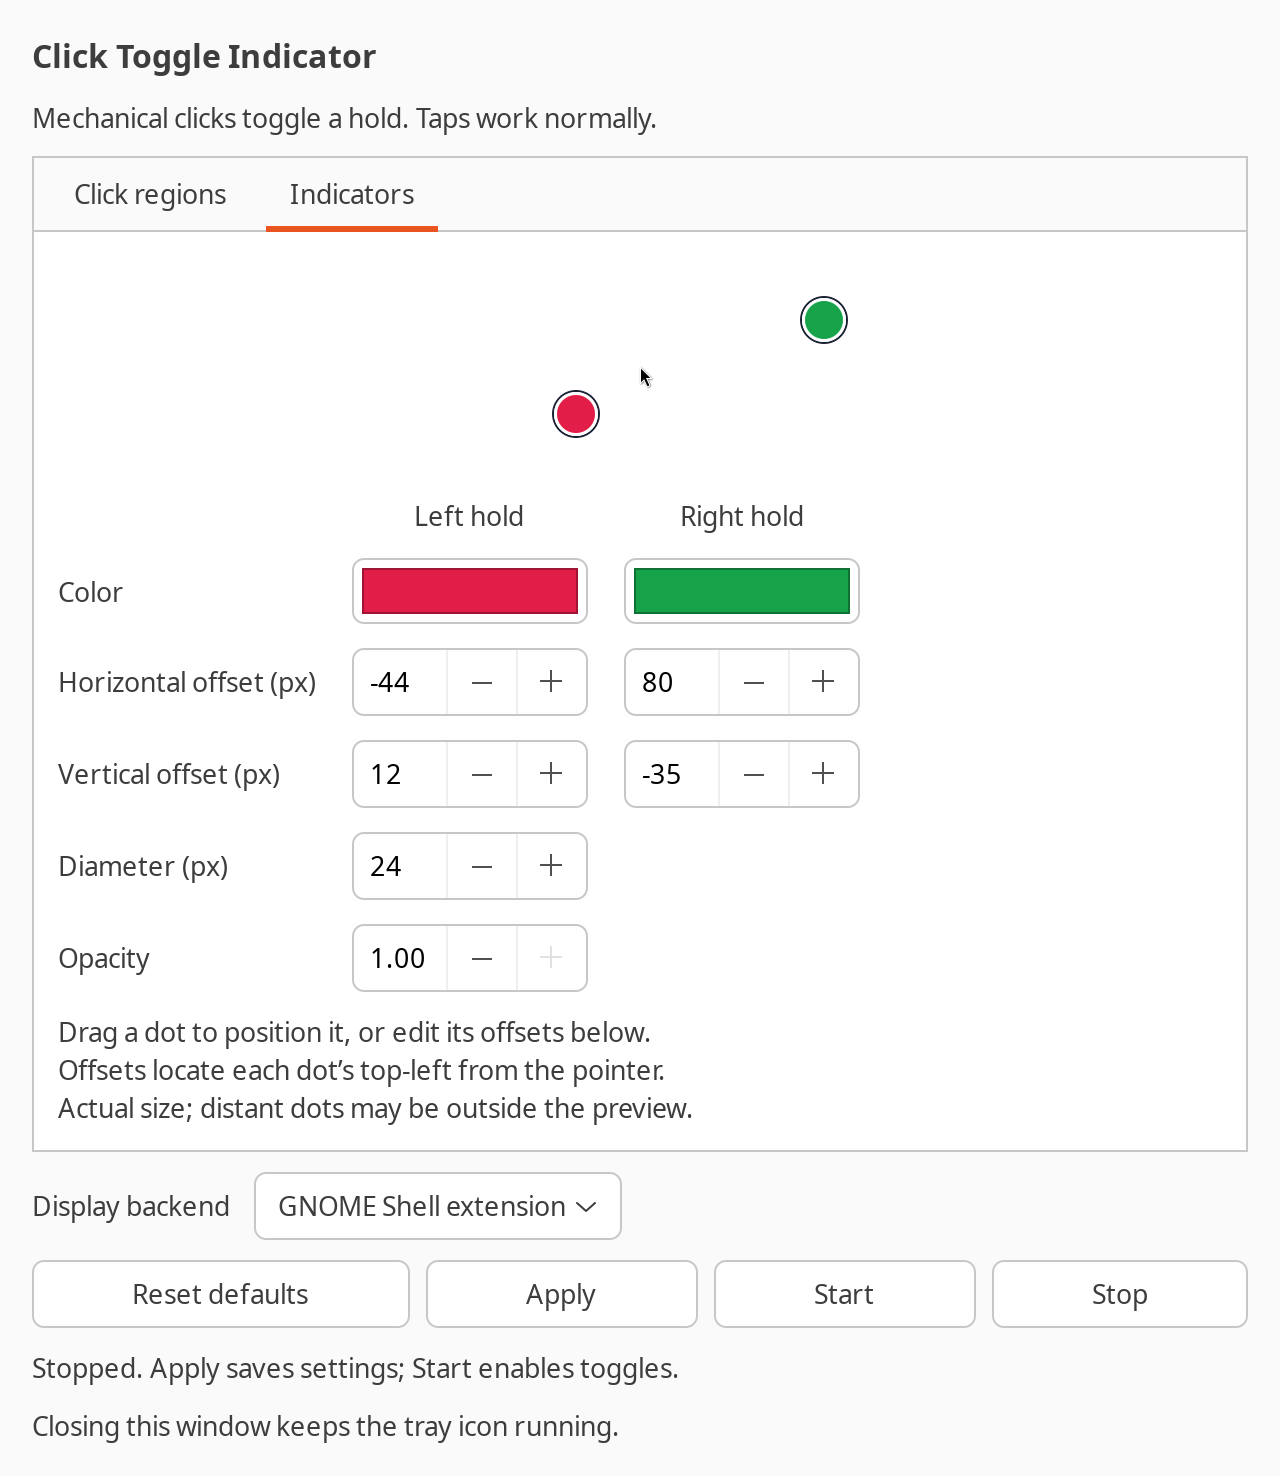 Click Toggle Indicator
Mechanical clicks toggle a hold. Taps work normally.
Click regions Indicators
Left hold Right hold
Color
Horizontal offset (px) -44 80
Vertical offset (px) 12 -35
Diameter (px) 24
Opacity 1.00
Drag a dot to position it, or edit its offsets below.
Offsets locate each dot’s top-left from the pointer.
Actual size; distant dots may be outside the preview.
Display backend GNOME Shell extension
Reset defaults Apply Start Stop
Stopped. Apply saves settings; Start enables toggles.
Closing this window keeps the tray icon running.